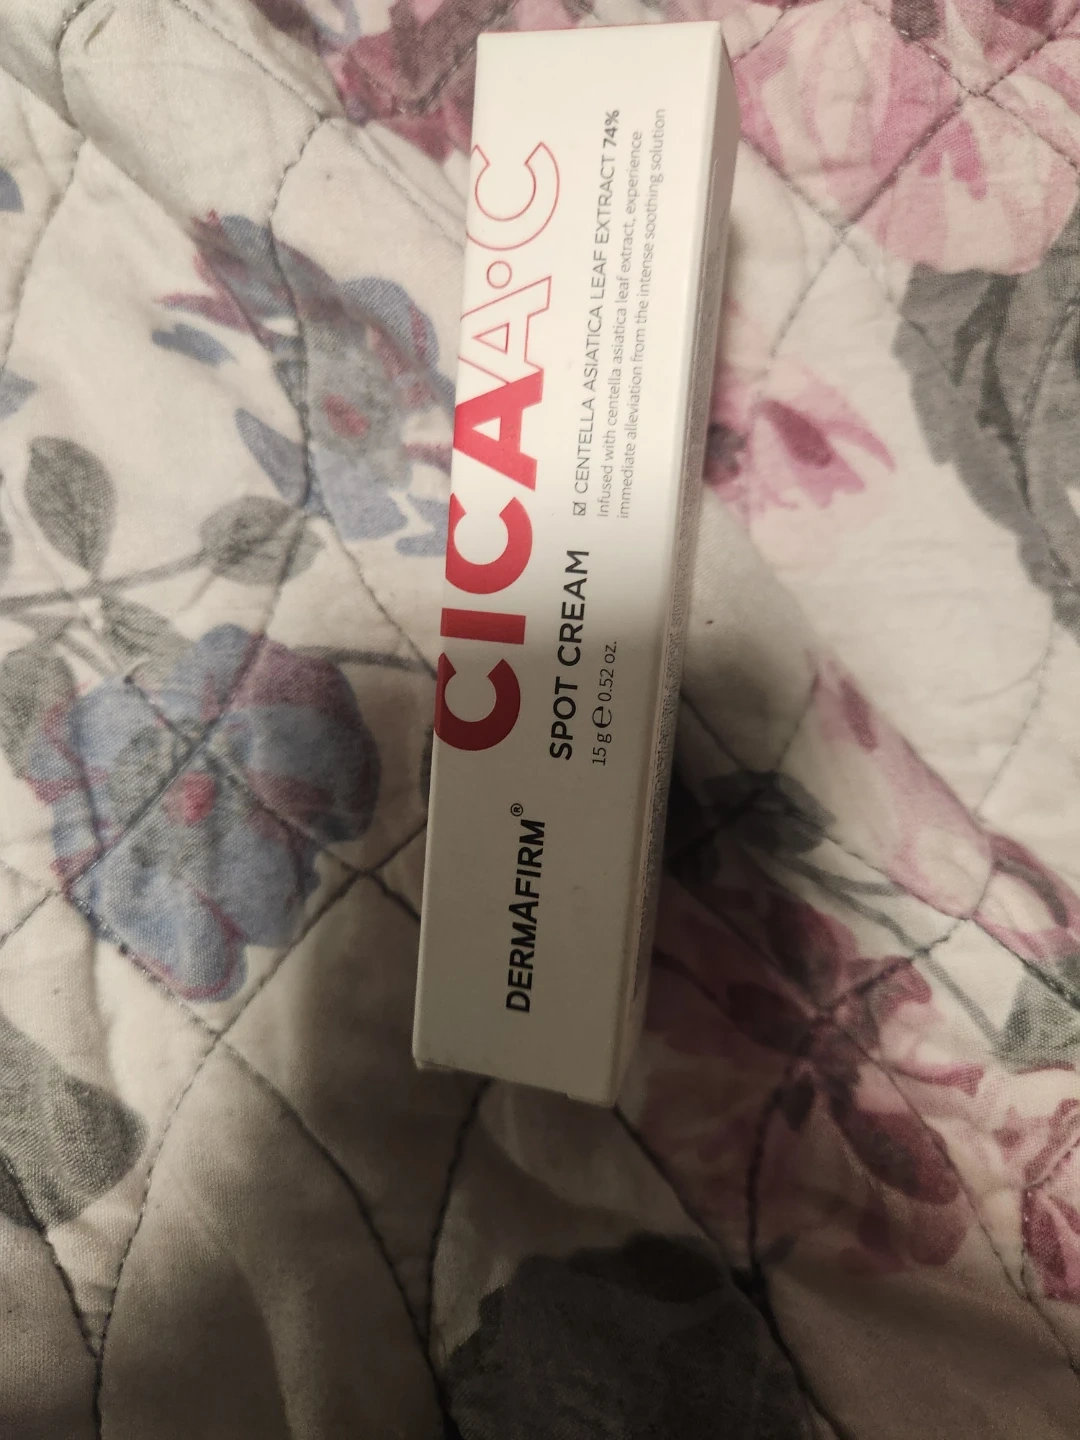 DERMAFIRM®
CICA A°C
SPOT CREAM
15 g ℮ 0.52 oz.
☑ CENTELLA ASIATICA LEAF EXTRACT 74%
Infused with centella asiatica leaf extract, experience
immediate alleviation from the intense soothing solution